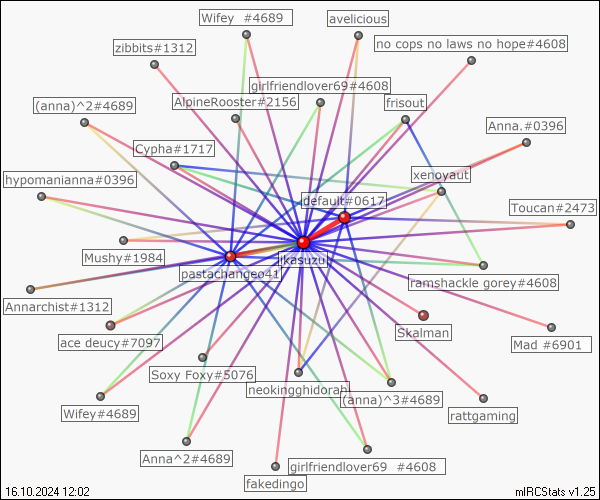 Wifey  #4689
avelicious
zibbits#1312
no cops no laws no hope#4608
girlfriendlover69#4608
(anna)^2#4689
AlpineRooster#2156
frisout
Anna.#0396
Cypha#1717
hypomanianna#0396
xenoyaut
default#0617
Toucan#2473
Mushy#1984
jkasuzu
pastachangeo41
ramshackle gorey#4608
Annarchist#1312
Skalman
ace deucy#7097
Mad #6901
Soxy Foxy#5076
neokingghidorah
(anna)^3#4689
Wifey#4689
rattgaming
Anna^2#4689
girlfriendlover69  #4608
fakedingo
16.10.2024 12:02
mIRCStats v1.25